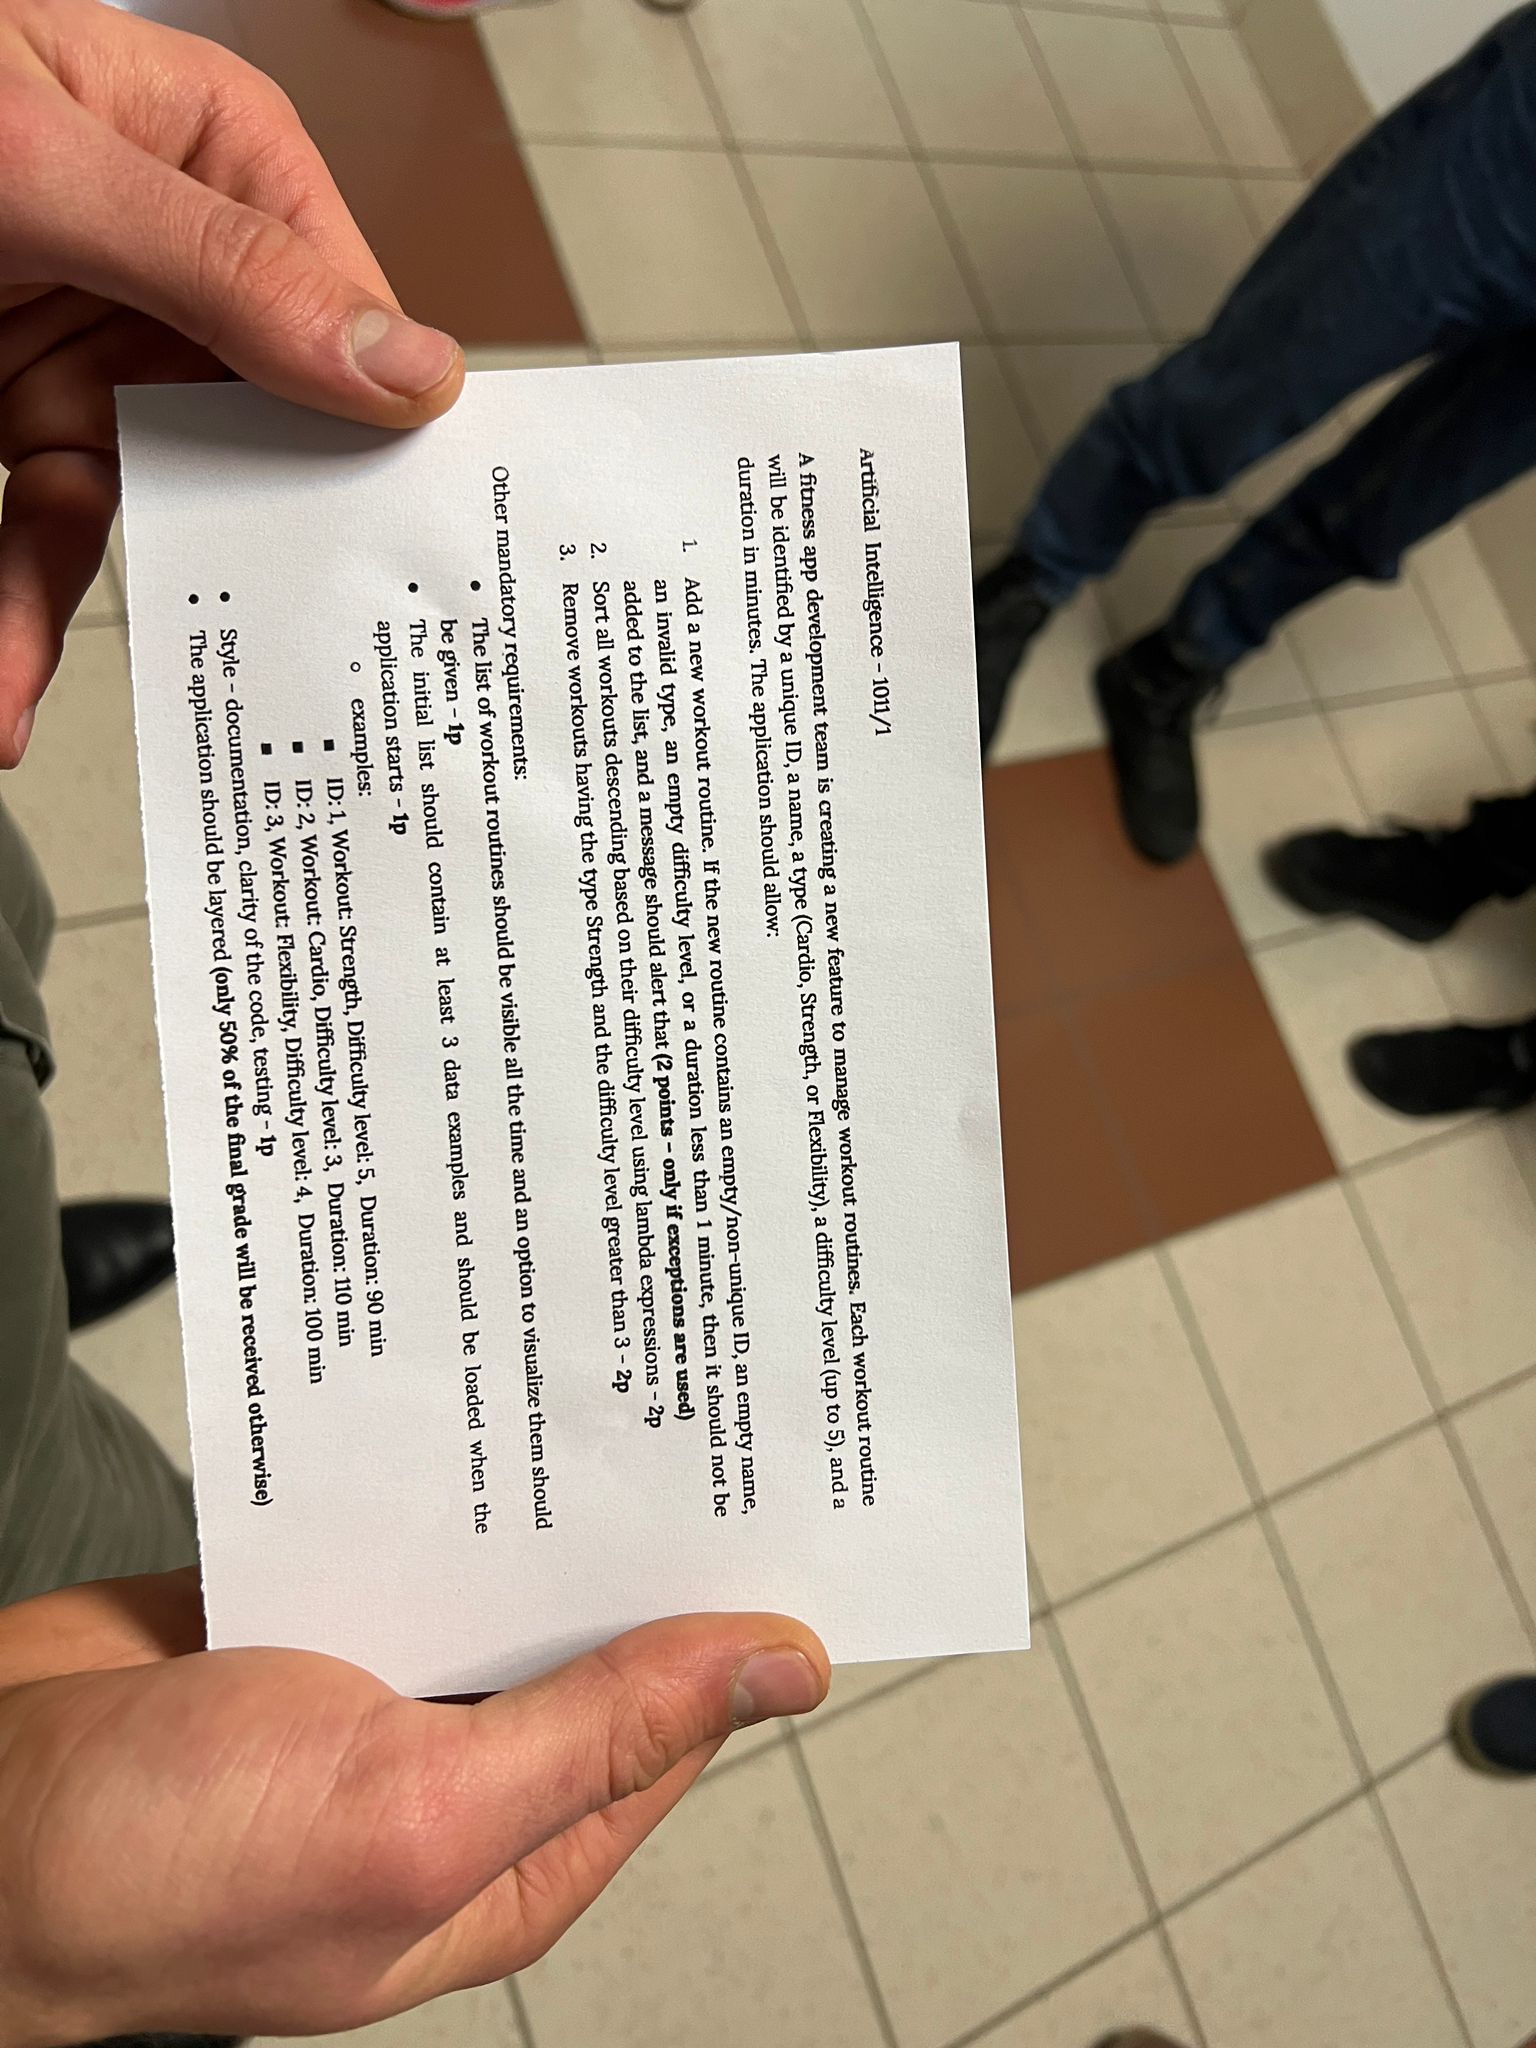 Artificial Intelligence – 1011/1
A fitness app development team is creating a new feature to manage workout routines. Each workout routine
will be identified by a unique ID, a name, a type (Cardio, Strength, or Flexibility), a difficulty level (up to 5), and a
duration in minutes. The application should allow:
1. Add a new workout routine. If the new routine contains an empty/non-unique ID, an empty name,
an invalid type, an empty difficulty level, or a duration less than 1 minute, then it should not be
added to the list, and a message should alert that (2 points – only if exceptions are used)
2. Sort all workouts descending based on their difficulty level using lambda expressions – 2p
3. Remove workouts having the type Strength and the difficulty level greater than 3 – 2p
Other mandatory requirements:
● The list of workout routines should be visible all the time and an option to visualize them should
be given – 1p
● The initial list should contain at least 3 data examples and should be loaded when the
application starts – 1p
○ examples:
■ ID: 1, Workout: Strength, Difficulty level: 5, Duration: 90 min
■ ID: 2, Workout: Cardio, Difficulty level: 3, Duration: 110 min
■ ID: 3, Workout: Flexibility, Difficulty level: 4, Duration: 100 min
● Style – documentation, clarity of the code, testing – 1p
● The application should be layered (only 50% of the final grade will be received otherwise)